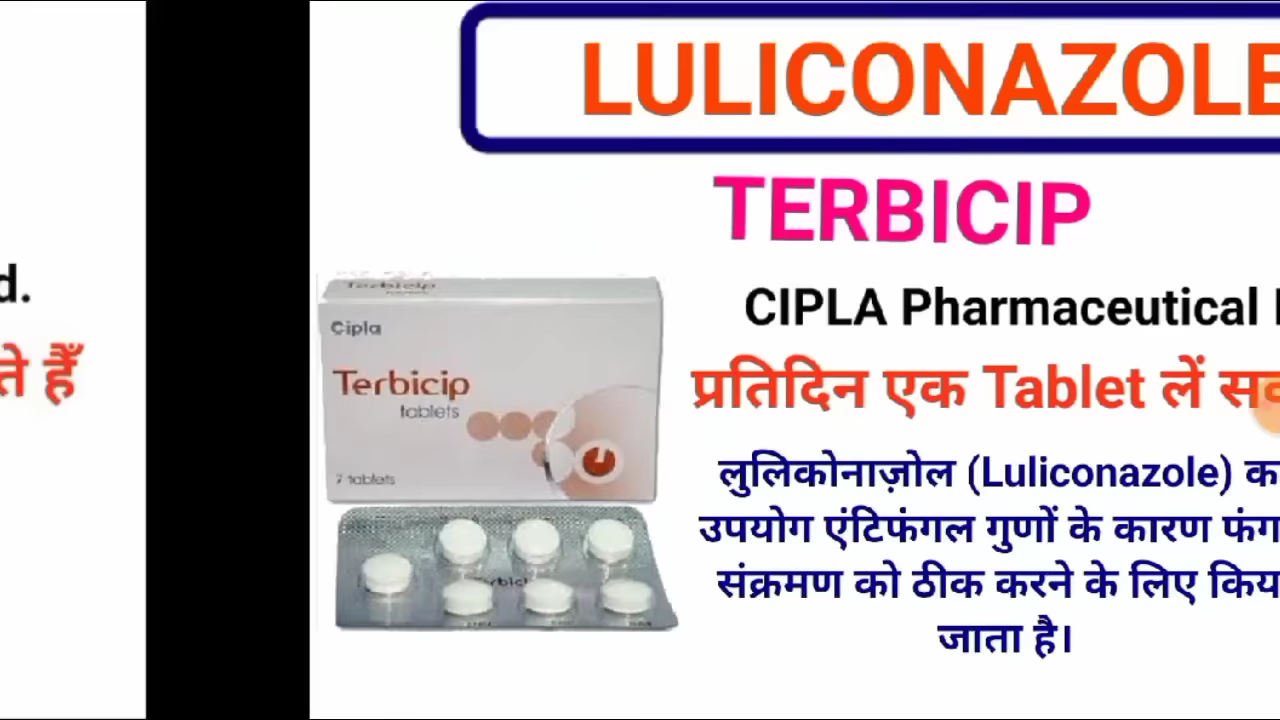 LULICONAZOLE
TERBICIP
d.
CIPLA Pharmaceutical
ते हैँ
प्रतिदिन एक Tablet लें
Terbicip
Cipla
Terbicip
tablets
7 tablets
लुलिकोनाज़ोल (Luliconazole)
उपयोग एंटिफंगल गुणों के कारण
संक्रमण को ठीक करने के लिए
जाता है।